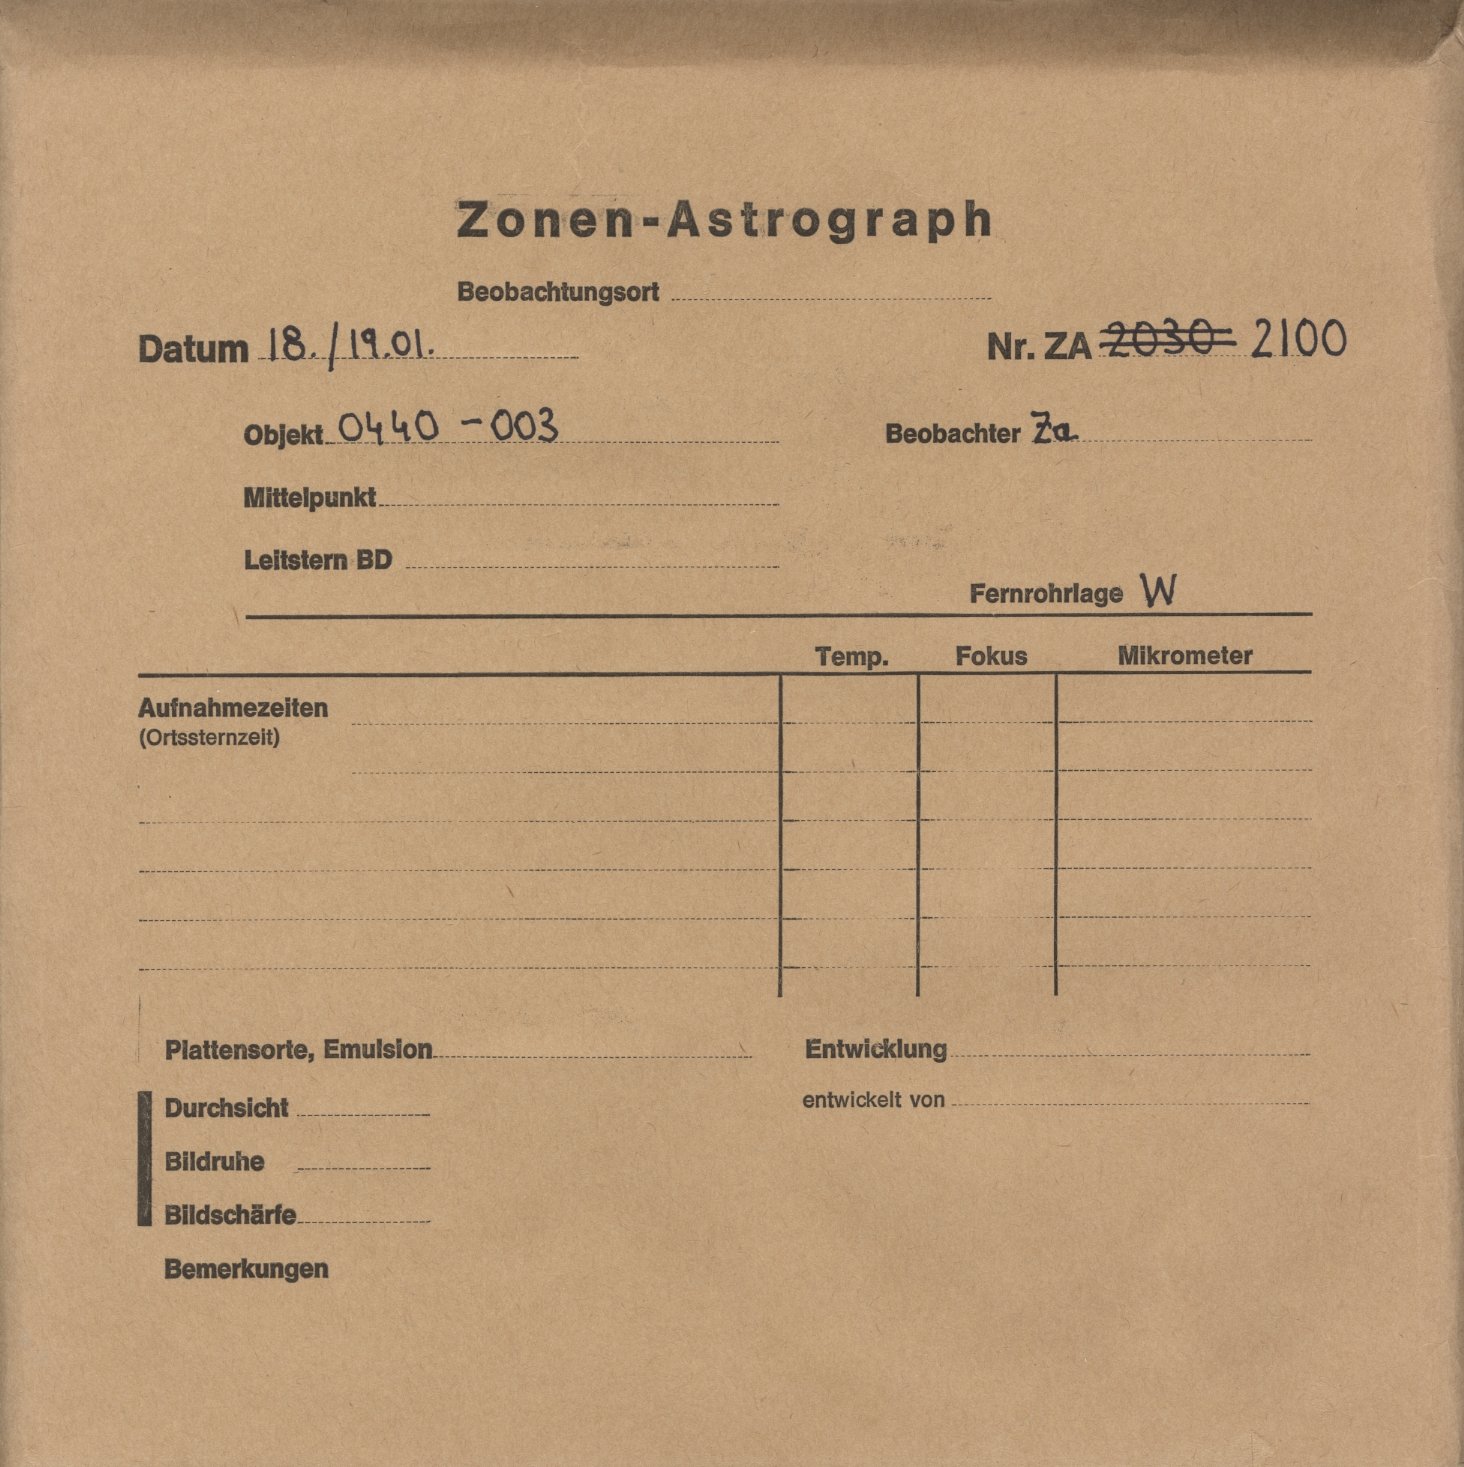 Zonen-Astrograph
Beobachtungsort
Datum 18./19.01.
Nr. ZA 2030 2100
Objekt 0440 -003
Beobachter Za
Mittelpunkt
Leitstern BD
Fernrohrlage W
Temp. Fokus Mikrometer
Aufnahmezeiten
(Ortssternzeit)
Plattensorte, Emulsion
Entwicklung
Durchsicht
entwickelt von
Bildruhe
Bildschärfe
Bemerkungen